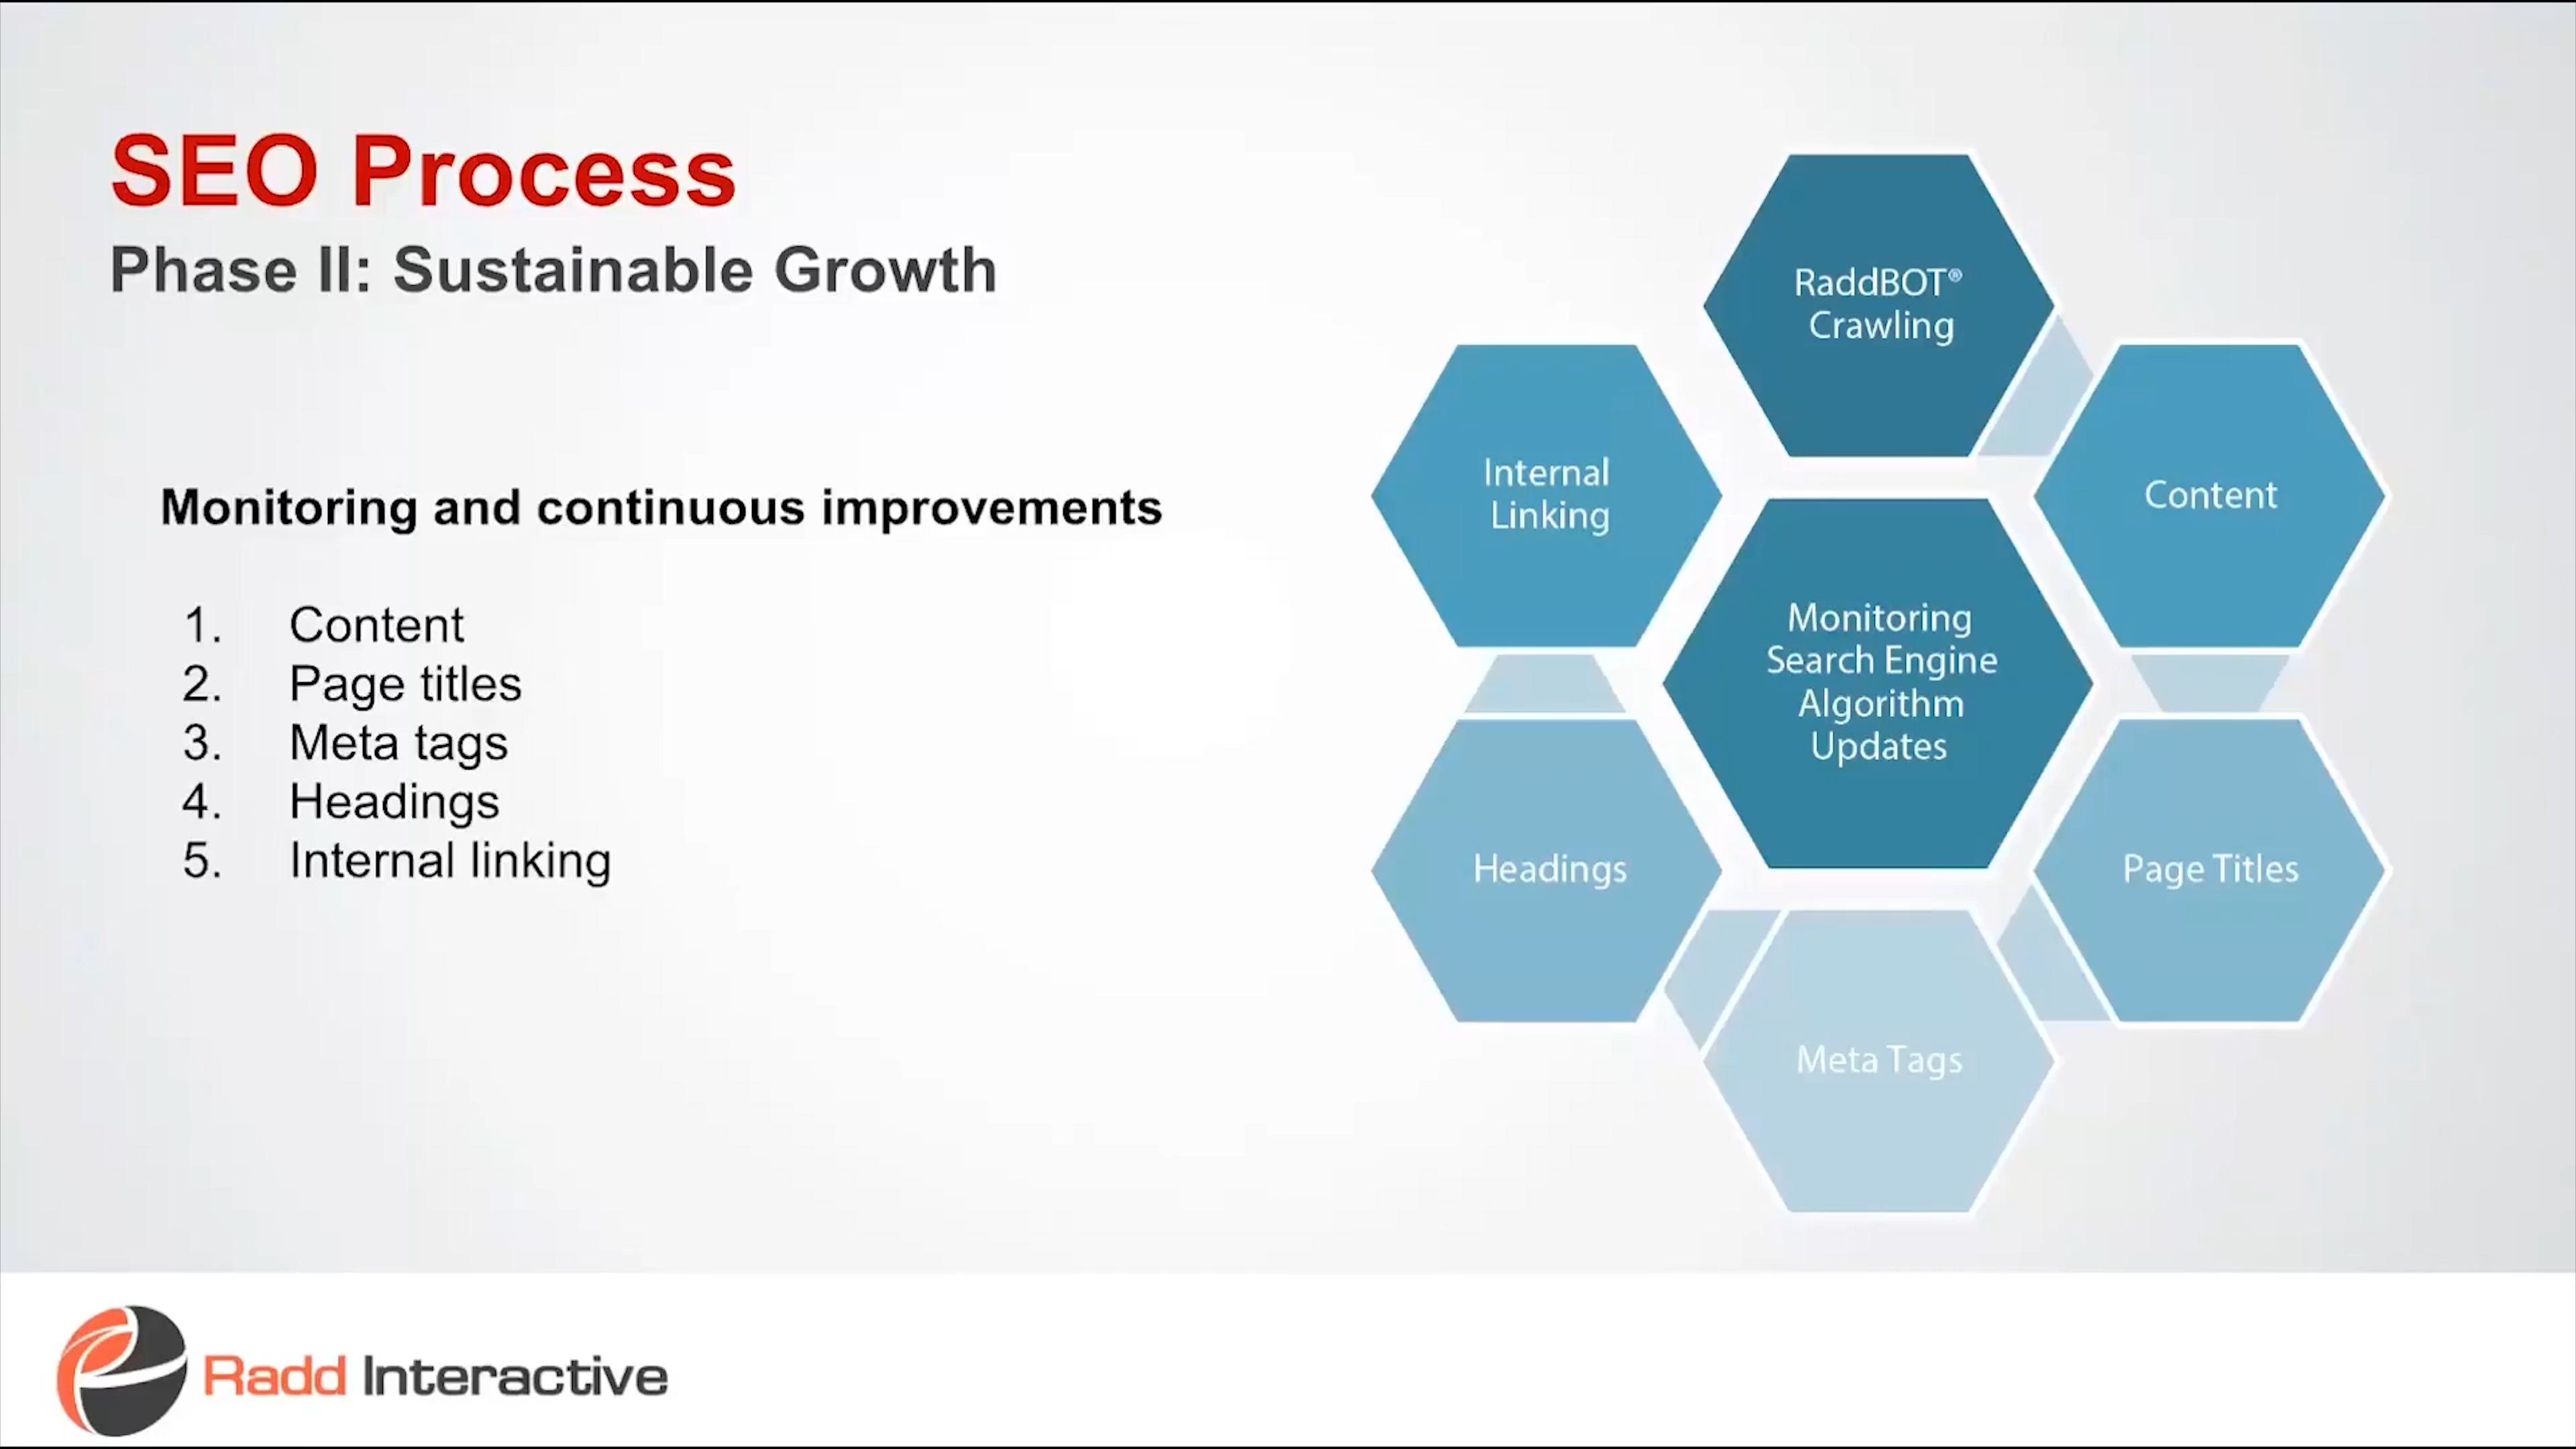 SEO Process
Phase II: Sustainable Growth
Monitoring and continuous improvements
1. Content
2. Page titles
3. Meta tags
4. Headings
5. Internal linking
RaddBOT®
Crawling
Content
Page Titles
Meta Tags
Headings
Internal
Linking
Monitoring
Search Engine
Algorithm
Updates
Radd Interactive